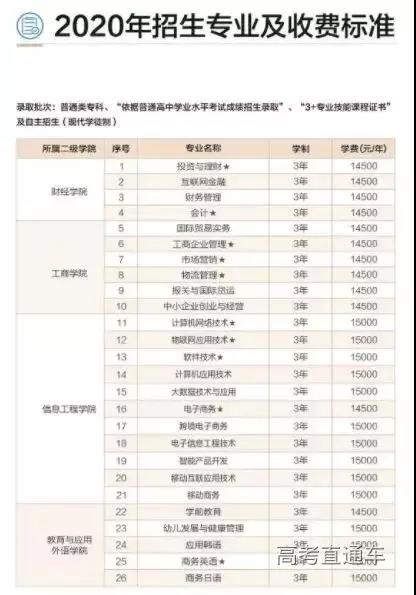 2020年招生专业及收费标准
录取批次：普通类专科、“依据普通高中学业水平考试成绩招生录取”、“3+专业技能课程证书”
及自主招生（现代学徒制）
所属二级学院 序号 专业名称 学制 学费(元/年)
财经学院
1 投资与理财★ 3年 14500
2 互联网金融 3年 14500
3 财务管理 3年 14500
4 会计★ 3年 14500
工商学院
5 国际贸易实务 3年 14500
6 工商企业管理★ 3年 14500
7 市场营销★ 3年 14500
8 物流管理★ 3年 14500
9 报关与国际货运 3年 14500
10 中小企业创业与经营 3年 14500
信息工程学院
11 计算机网络技术★ 3年 15000
12 物联网应用技术★ 3年 15000
13 软件技术★ 3年 15000
14 计算机应用技术 3年 15000
15 大数据技术与应用 3年 15000
16 电子商务★ 3年 14500
17 跨境电子商务 3年 15000
18 电子信息工程技术 3年 15000
19 智能产品开发 3年 15000
20 移动互联应用技术 3年 15000
21 移动商务 3年 15000
教育与应用
外语学院
22 学前教育 3年 14500
23 幼儿发展与健康管理 3年 15000
24 应用韩语 3年 15000
25 商务英语★ 3年 15000
26 商务日语 3年 15000
高考直通车